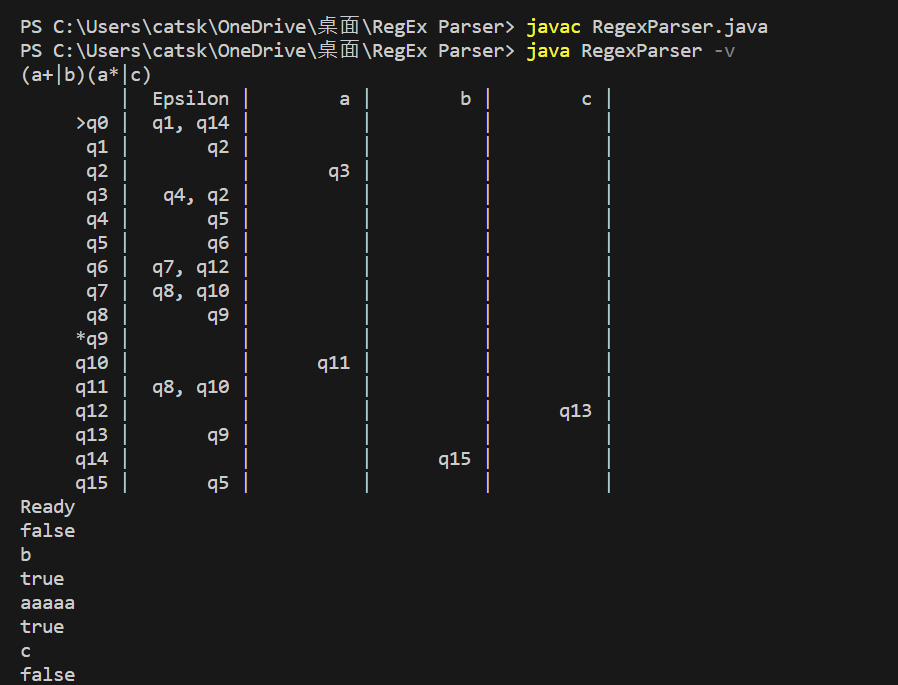 PS C:\Users\catsk\OneDrive\桌面\RegEx Parser> javac RegexParser.java
PS C:\Users\catsk\OneDrive\桌面\RegEx Parser> java RegexParser -v
(a+|b)(a*|c)
| Epsilon | a | b | c |
>q0 | q1, q14 | | | |
q1 | q2 | | | |
q2 | | q3 | | |
q3 | q4, q2 | | | |
q4 | q5 | | | |
q5 | q6 | | | |
q6 | q7, q12 | | | |
q7 | q8, q10 | | | |
q8 | q9 | | | |
*q9 | | | | |
q10 | | q11 | | |
q11 | q8, q10 | | | |
q12 | | | | q13 |
q13 | q9 | | | |
q14 | | | q15 | |
q15 | q5 | | | |
Ready
false
b
true
aaaaa
true
c
false